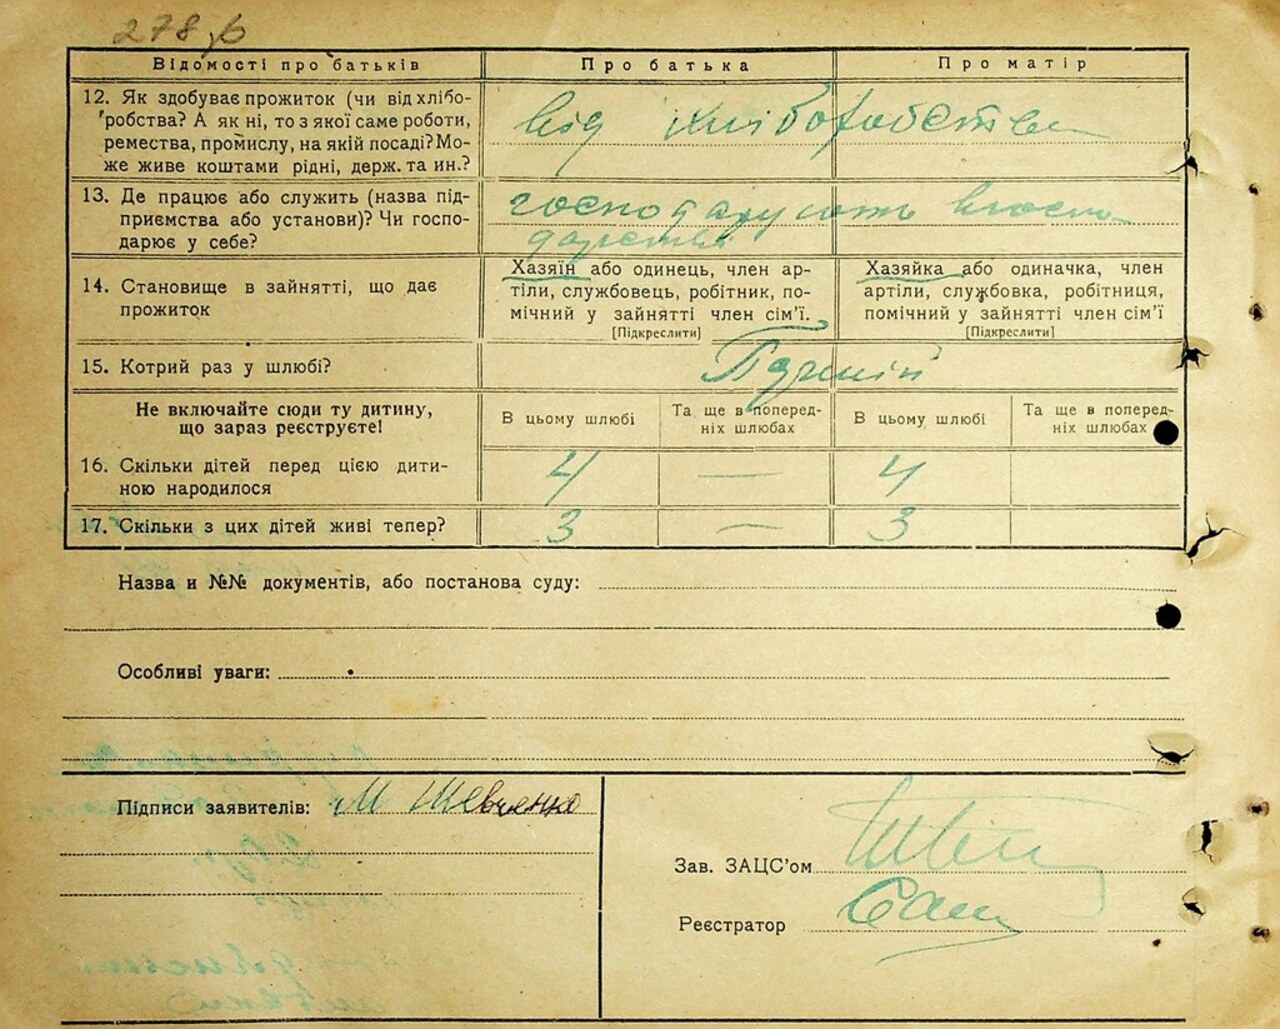 278
Відомості про батьків
Про батька
Про матір
12. Як здобуває прожиток (чи від хлібо-
робства? А як ні, то з якої саме роботи,
ремества, промислу, на якій посаді? Мо-
же живе коштами рідні, держ. та ин.?
від хліборобства
13. Де працює або служить (назва під-
приємства або установи)? Чи госпо-
дарює у себе?
господарують в госпо-
дарстві
14. Становище в зайнятті, що дає
прожиток
Хазяїн або одинець, член ар-
тіли, службовець, робітник, по-
мічний у зайнятті член сім'ї.
[Підкреслити]
Хазяйка або одиначка, член
артіли, службовка, робітниця,
помічний у зайнятті член сім'ї
[Підкреслити]
15. Котрий раз у шлюбі?
Не включайте сюди ту дитину,
що зараз реєструєте!
В цьому шлюбі
Та ще в поперед-
ніх шлюбах
В цьому шлюбі
Та ще в поперед-
ніх шлюбах
16. Скільки дітей перед цією дити-
ною народилося
4 — 4
17. Скільки з цих дітей живі тепер?
3 — 3
Назва и №№ документів, або постанова суду:
Особливі уваги:
Підписи заявителів: М Шевченко
Зав. ЗАЦС'ом
Реєстратор